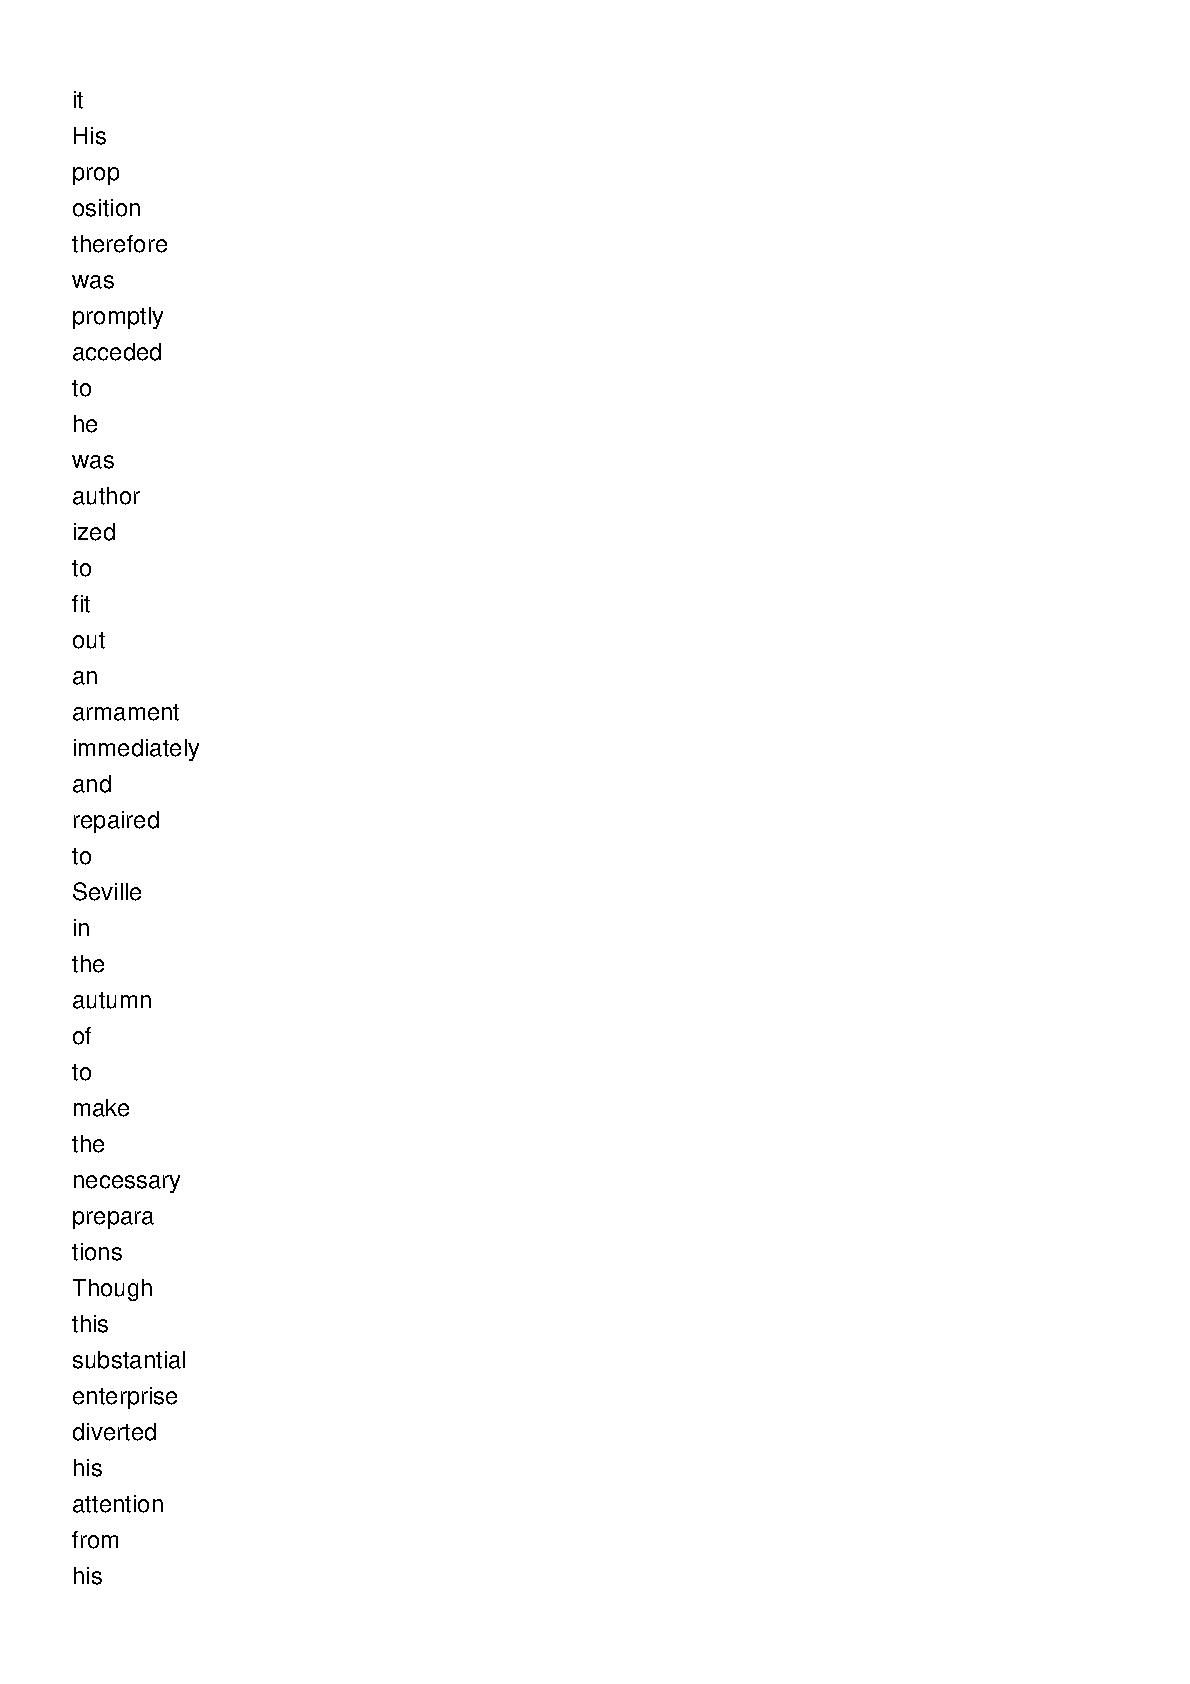 it
His
prop
osition
therefore
was
promptly
acceded
to
he
was
author
ized
to
fit
out
an
armament
immediately
and
repaired
to
Seville
in
the
autumn
of
to
make
the
necessary
prepara
tions
Though
this
substantial
enterprise
diverted
his
attention
from
his